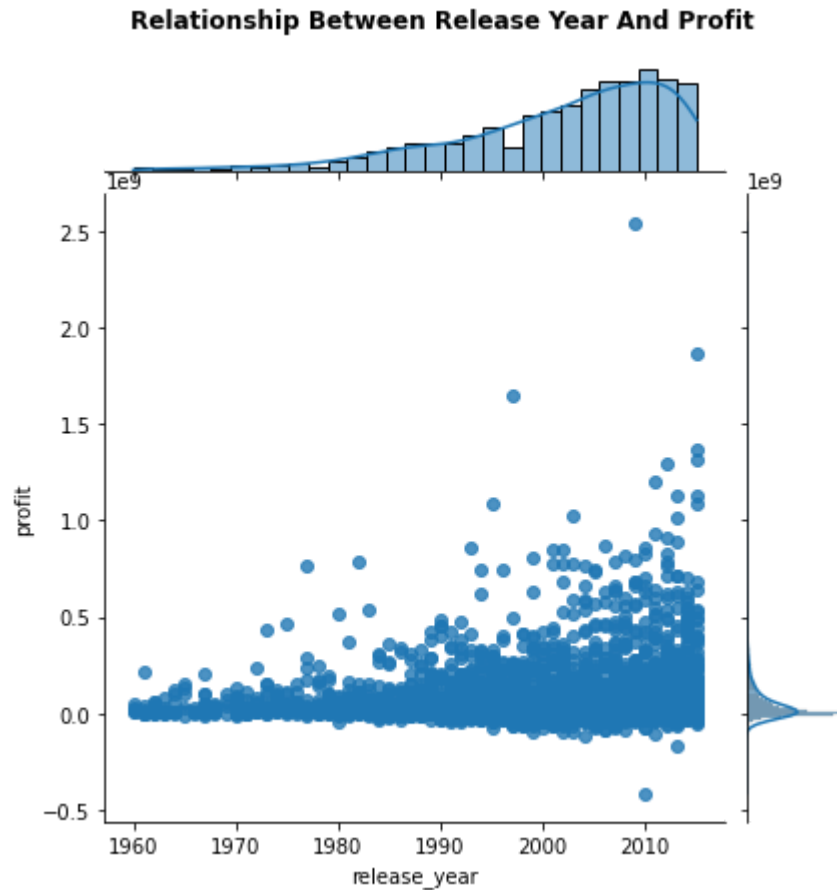 Relationship Between Release Year And Profit
1e9
1e9
2.5
2.0
1.5
1.0
0.5
0.0
−0.5
profit
1960 1970 1980 1990 2000 2010
release_year